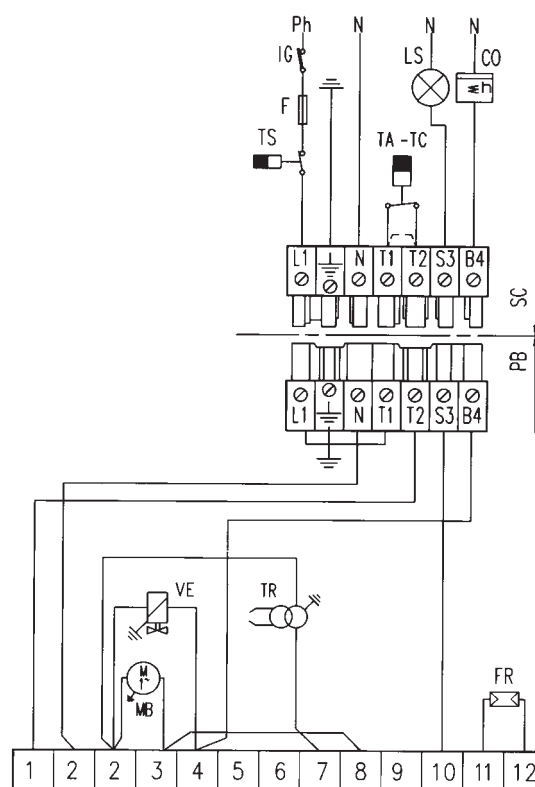 Ph N N N
IG LS CO
h
F
TS TA -TC
L1 N T1 T2 S3 B4
SC
PB
L1 N T1 T2 S3 B4
VE TR
M
1~
MB FR
1 2 2 3 4 5 6 7 8 9 10 11 12